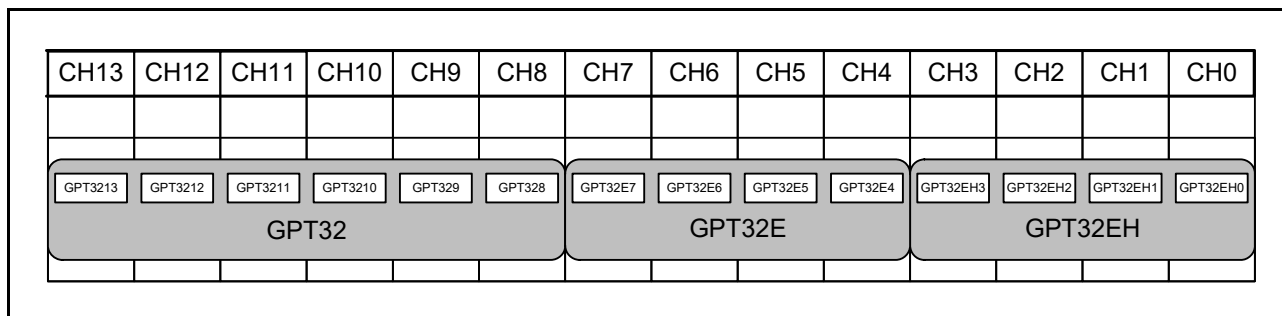 CH13 CH12 CH11 CH10 CH9 CH8 CH7 CH6 CH5 CH4 CH3 CH2 CH1 CH0
GPT3213 GPT3212 GPT3211 GPT3210 GPT329 GPT328 GPT32E7 GPT32E6 GPT32E5 GPT32E4 GPT32EH3 GPT32EH2 GPT32EH1 GPT32EH0
GPT32 GPT32E GPT32EH